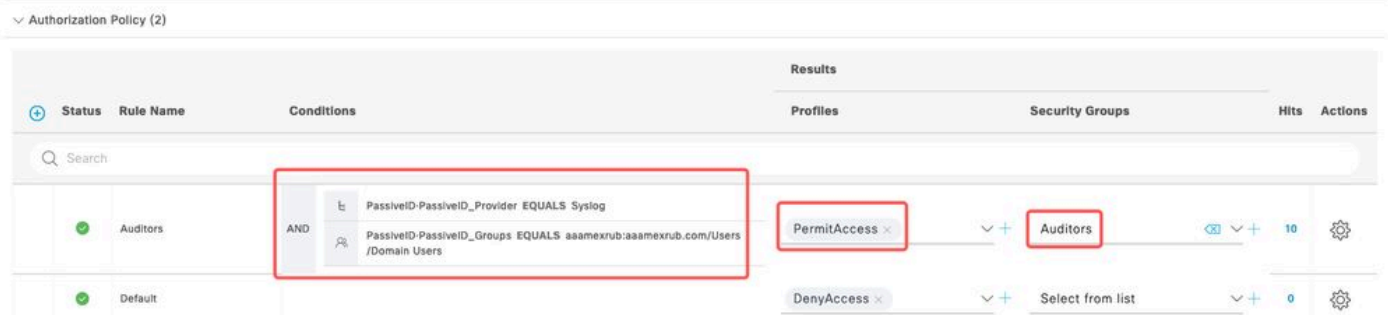 Authorization Policy (2)
Results
Status Rule Name Conditions Profiles Security Groups Hits Actions
Search
PassiveID·PassiveID_Provider EQUALS Syslog
Auditors AND PermitAccess × Auditors 10
PassiveID·PassiveID_Groups EQUALS aaamexrub:aaamexrub.com/Users
/Domain Users
Default DenyAccess × Select from list 0